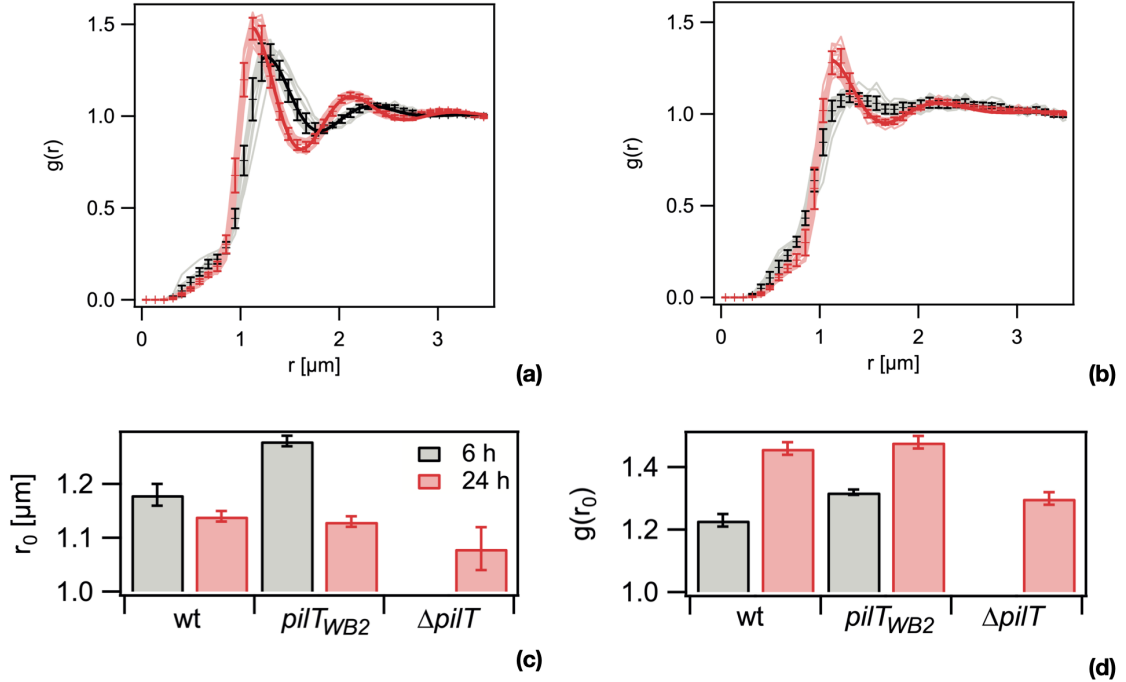 1.5
1.0
0.5
0.0
g(r)
0 1 2 3
r [µm]
(a)
1.5
1.0
0.5
0.0
g(r)
0 1 2 3
r [µm]
(b)
1.2
1.1
1.0
r0 [µm]
6 h
24 h
wt pilTWB2 ΔpilT
(c)
1.4
1.2
1.0
g(r0)
wt pilTWB2 ΔpilT
(d)